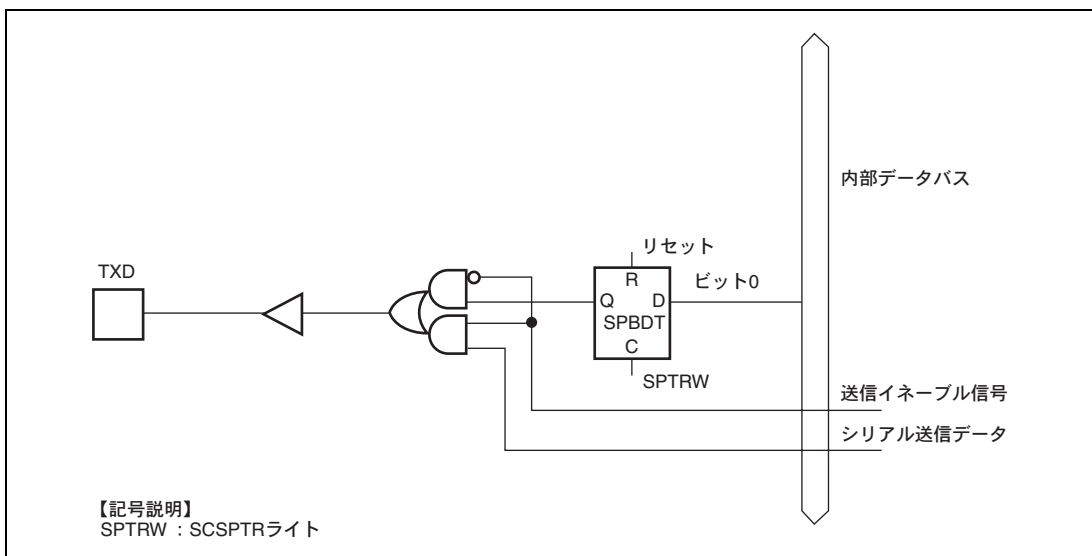 内部データバス
リセット
TXD
R
ビット0
Q D
SPBDT
C
SPTRW
送信イネーブル信号
シリアル送信データ
【記号説明】
SPTRW : SCSPTRライト